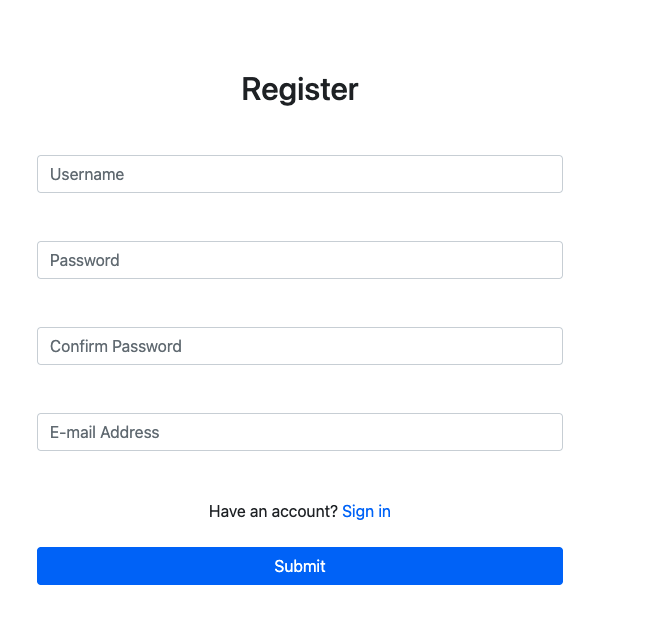 Register
Username
Password
Confirm Password
E-mail Address
Have an account? Sign in
Submit